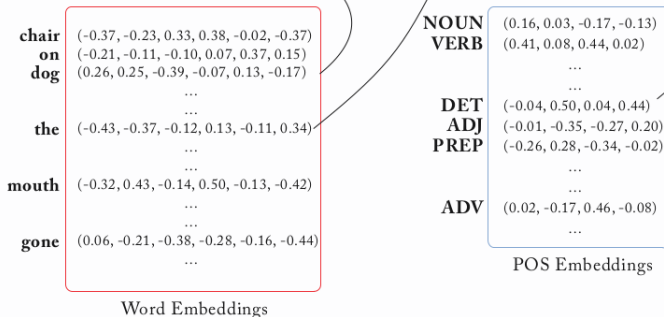 chair (-0.37, -0.23, 0.33, 0.38, -0.02, -0.37)
on (-0.21, -0.11, -0.10, 0.07, 0.37, 0.15)
dog (0.26, 0.25, -0.39, -0.07, 0.13, -0.17)
...
...
the (-0.43, -0.37, -0.12, 0.13, -0.11, 0.34)
...
...
mouth (-0.32, 0.43, -0.14, 0.50, -0.13, -0.42)
...
...
gone (0.06, -0.21, -0.38, -0.28, -0.16, -0.44)
...
Word Embeddings
NOUN (0.16, 0.03, -0.17, -0.13)
VERB (0.41, 0.08, 0.44, 0.02)
...
...
DET (-0.04, 0.50, 0.04, 0.44)
ADJ (-0.01, -0.35, -0.27, 0.20)
PREP (-0.26, 0.28, -0.34, -0.02)
...
...
ADV (0.02, -0.17, 0.46, -0.08)
...
POS Embeddings